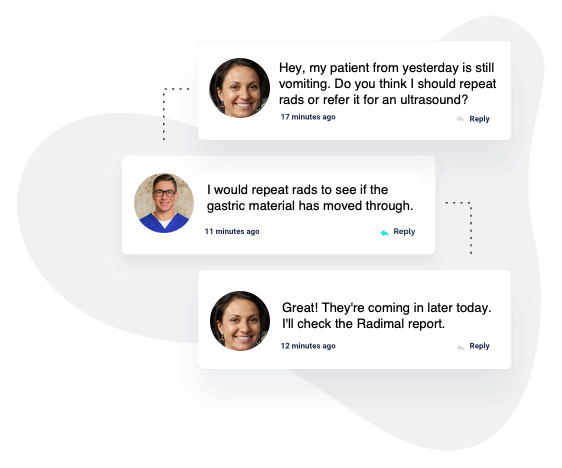 Hey, my patient from yesterday is still
vomiting. Do you think I should repeat
rads or refer it for an ultrasound?
17 minutes ago
Reply
I would repeat rads to see if the
gastric material has moved through.
11 minutes ago
Reply
Great! They're coming in later today.
I'll check the Radimal report.
12 minutes ago
Reply